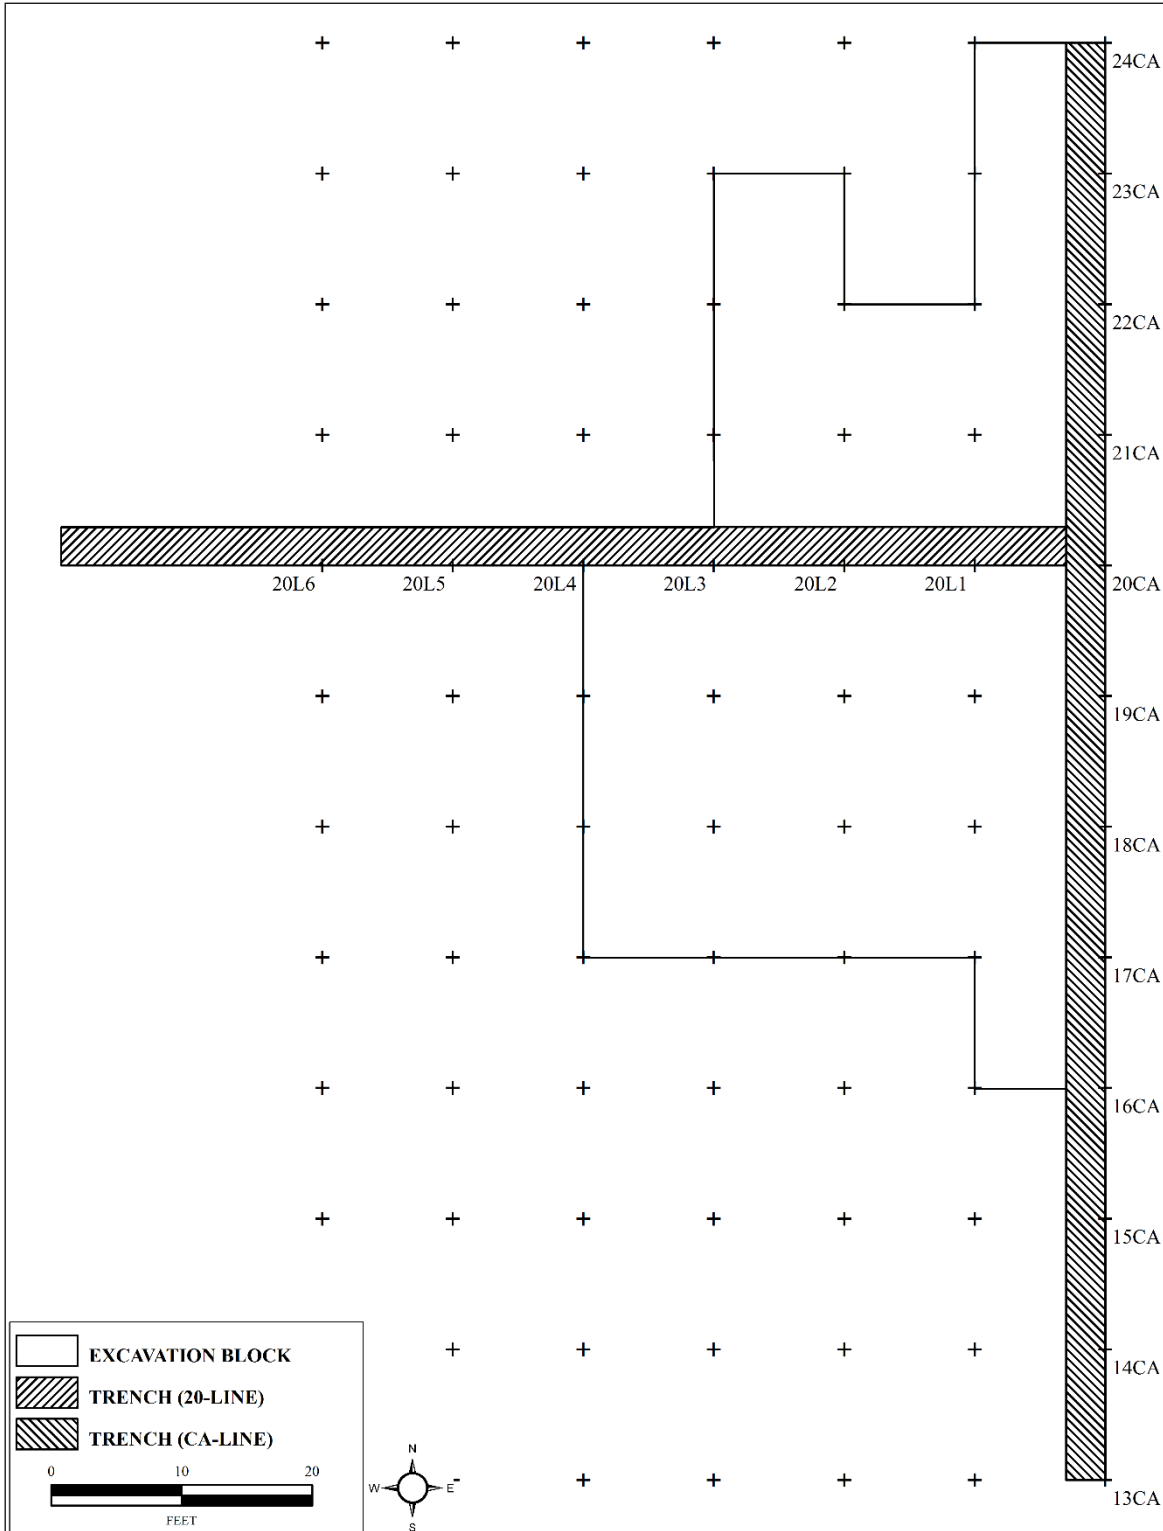 24CA
23CA
22CA
21CA
20L6 20L5 20L4 20L3 20L2 20L1 20CA
19CA
18CA
17CA
16CA
15CA
14CA
13CA
EXCAVATION BLOCK
TRENCH (20-LINE)
TRENCH (CA-LINE)
0 10 20
FEET
N
W E
S